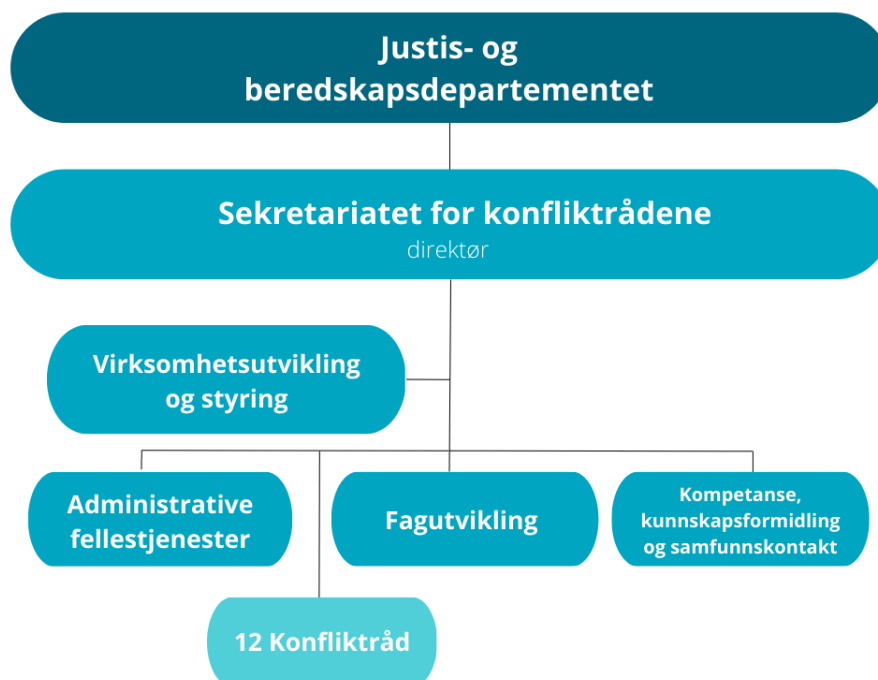 Justis- og
beredskapsdepartementet
Sekretariatet for konfliktrådene
direktør
Virksomhetsutvikling
og styring
Administrative
fellestjenester
Fagutvikling
Kompetanse,
kunnskapsformidling
og samfunnskontakt
12 Konfliktråd